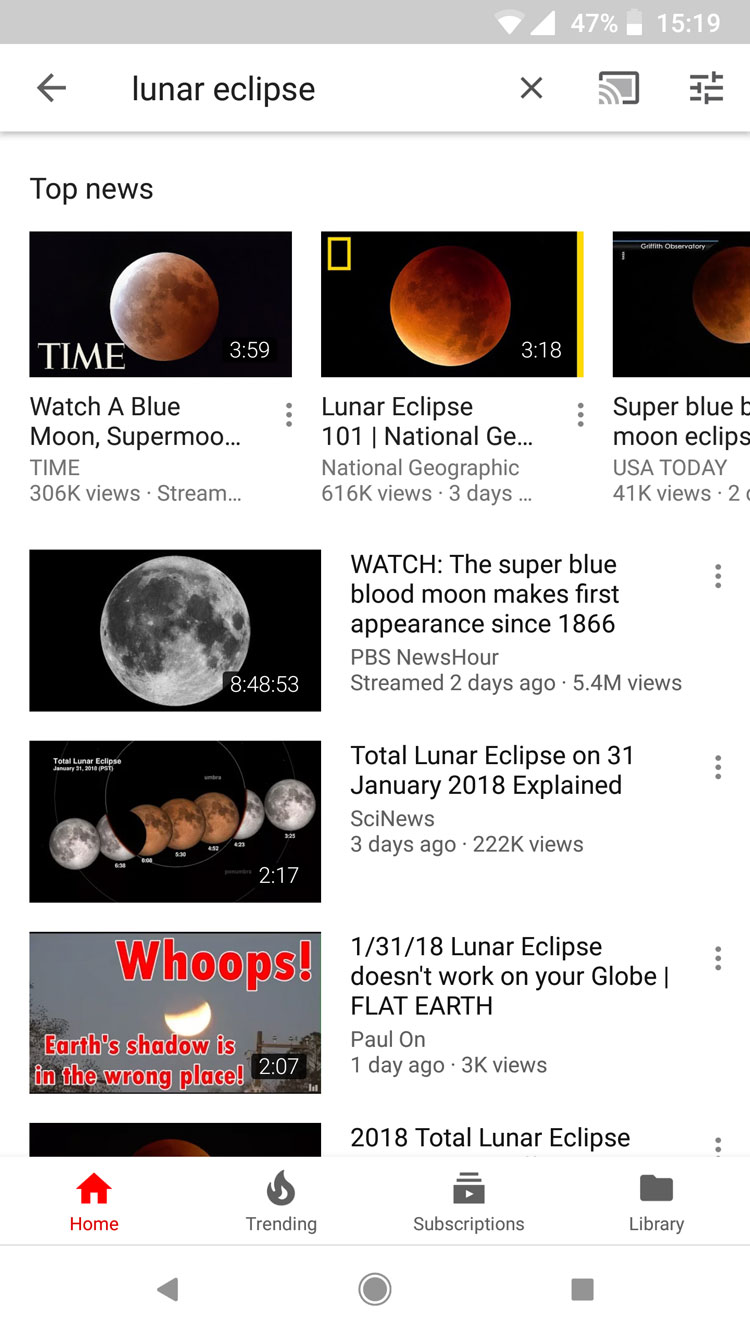 47% 15:19
lunar eclipse
Top news
TIME 3:59
3:18
Griffith Observatory
Watch A Blue
Moon, Supermoo...
TIME
306K views · Stream...
Lunar Eclipse
101 | National Ge...
National Geographic
616K views · 3 days ...
Super blue b
moon eclips
USA TODAY
41K views · 2 d
8:48:53
WATCH: The super blue
blood moon makes first
appearance since 1866
PBS NewsHour
Streamed 2 days ago · 5.4M views
Total Lunar Eclipse
January 31, 2018 (PST)
umbra
6:38
6:08
5:30
4:52
4:23
3:25
penumbra
2:17
Total Lunar Eclipse on 31
January 2018 Explained
SciNews
3 days ago · 222K views
Whoops!
Earth's shadow is
in the wrong place!
2:07
1/31/18 Lunar Eclipse
doesn't work on your Globe |
FLAT EARTH
Paul On
1 day ago · 3K views
2018 Total Lunar Eclipse
Home
Trending
Subscriptions
Library